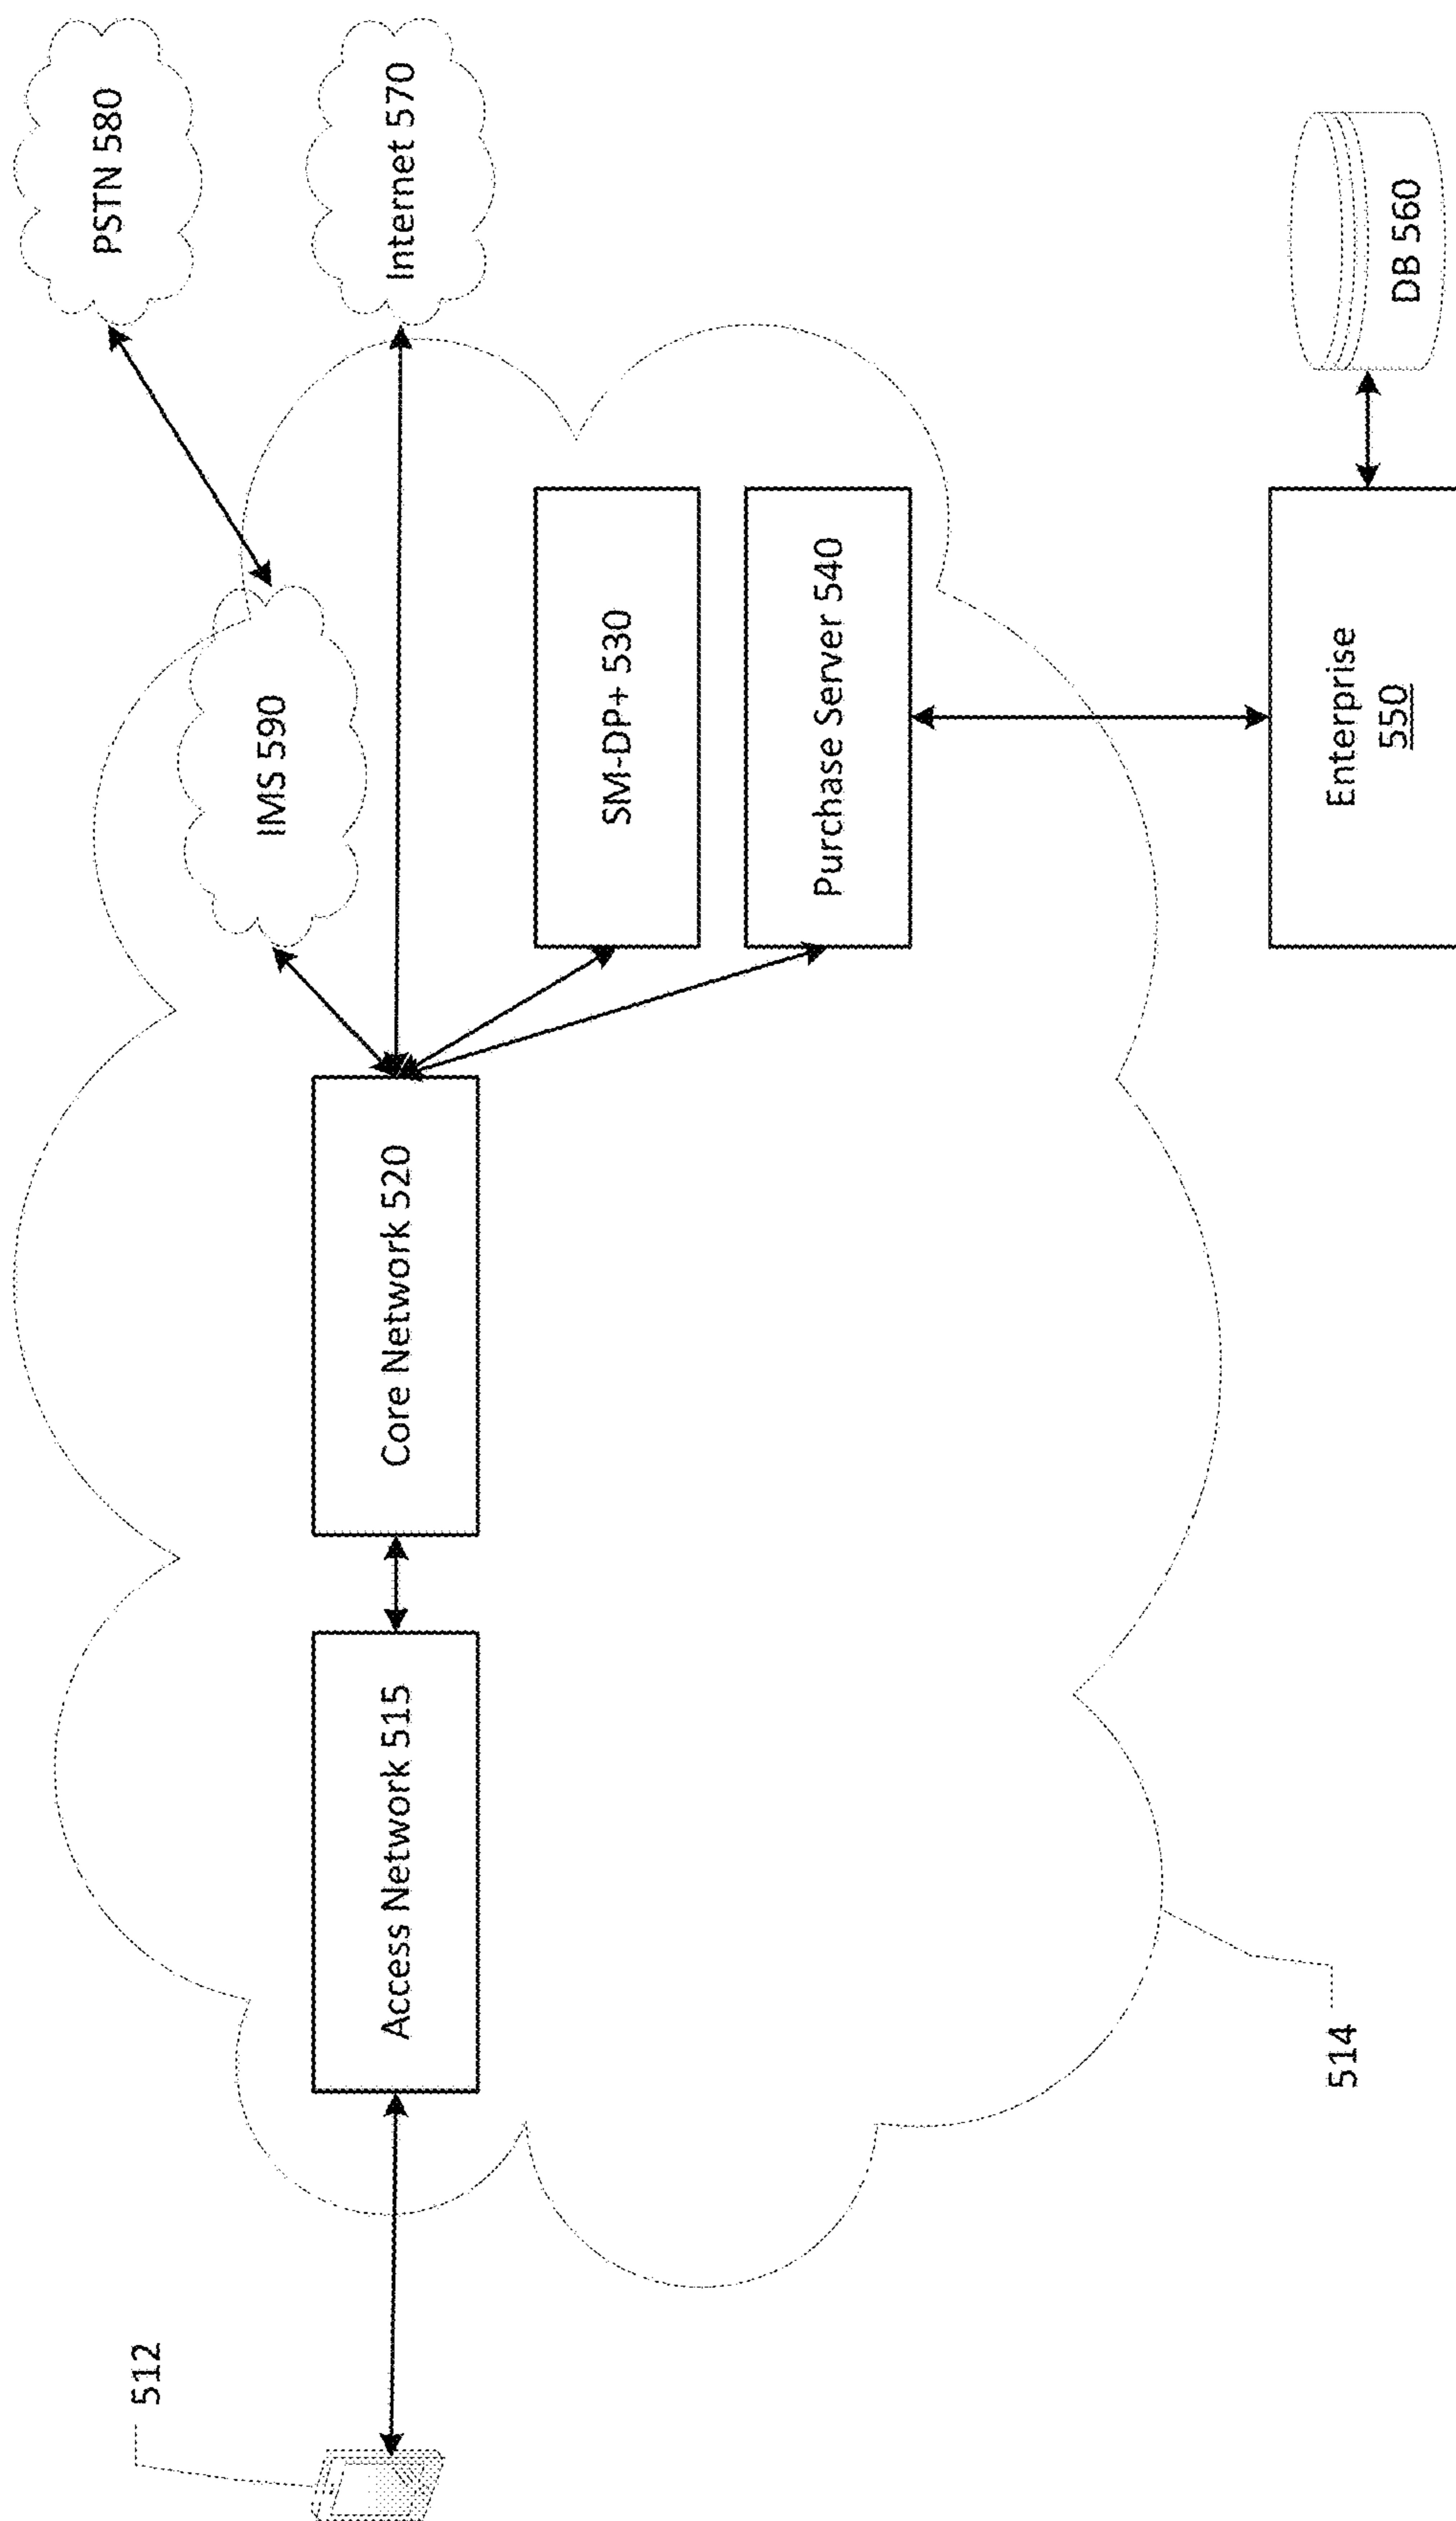 PSTN 580
Internet 570
IMS 590
SM-DP+ 530
Purchase Server 540
Core Network 520
Access Network 515
512
514
Enterprise
550
DB 560